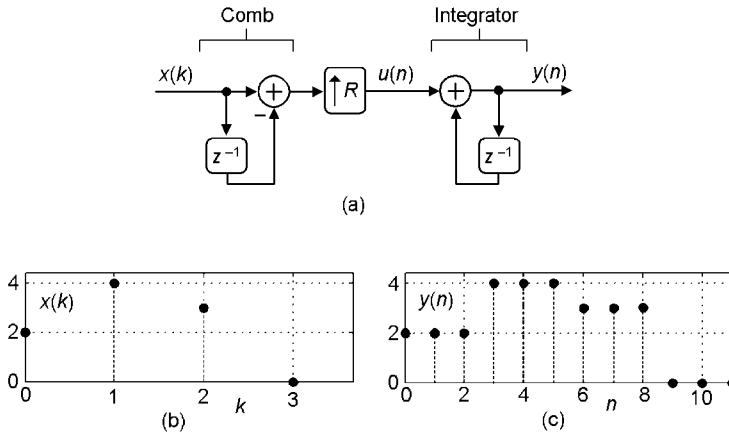 Comb Integrator
x(k) u(n) y(n)
+ ↑ R +
−
z⁻¹ z⁻¹
(a)
4 4
x(k) y(n)
2 2
0 0
0 1 2 3 0 2 4 6 8 10
k n
(b) (c)